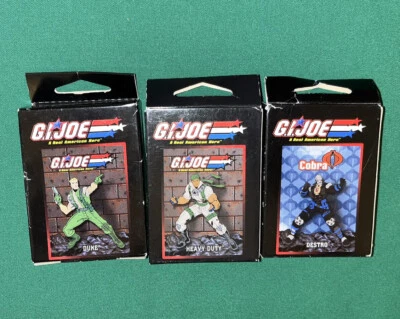 G.I.JOE
A Real American Hero
G.I.JOE
DUKE
G.I.JOE
A Real American Hero
G.I.JOE
HEAVY DUTY
G.I.JOE
A Real American Hero
Cobra
DESTRO